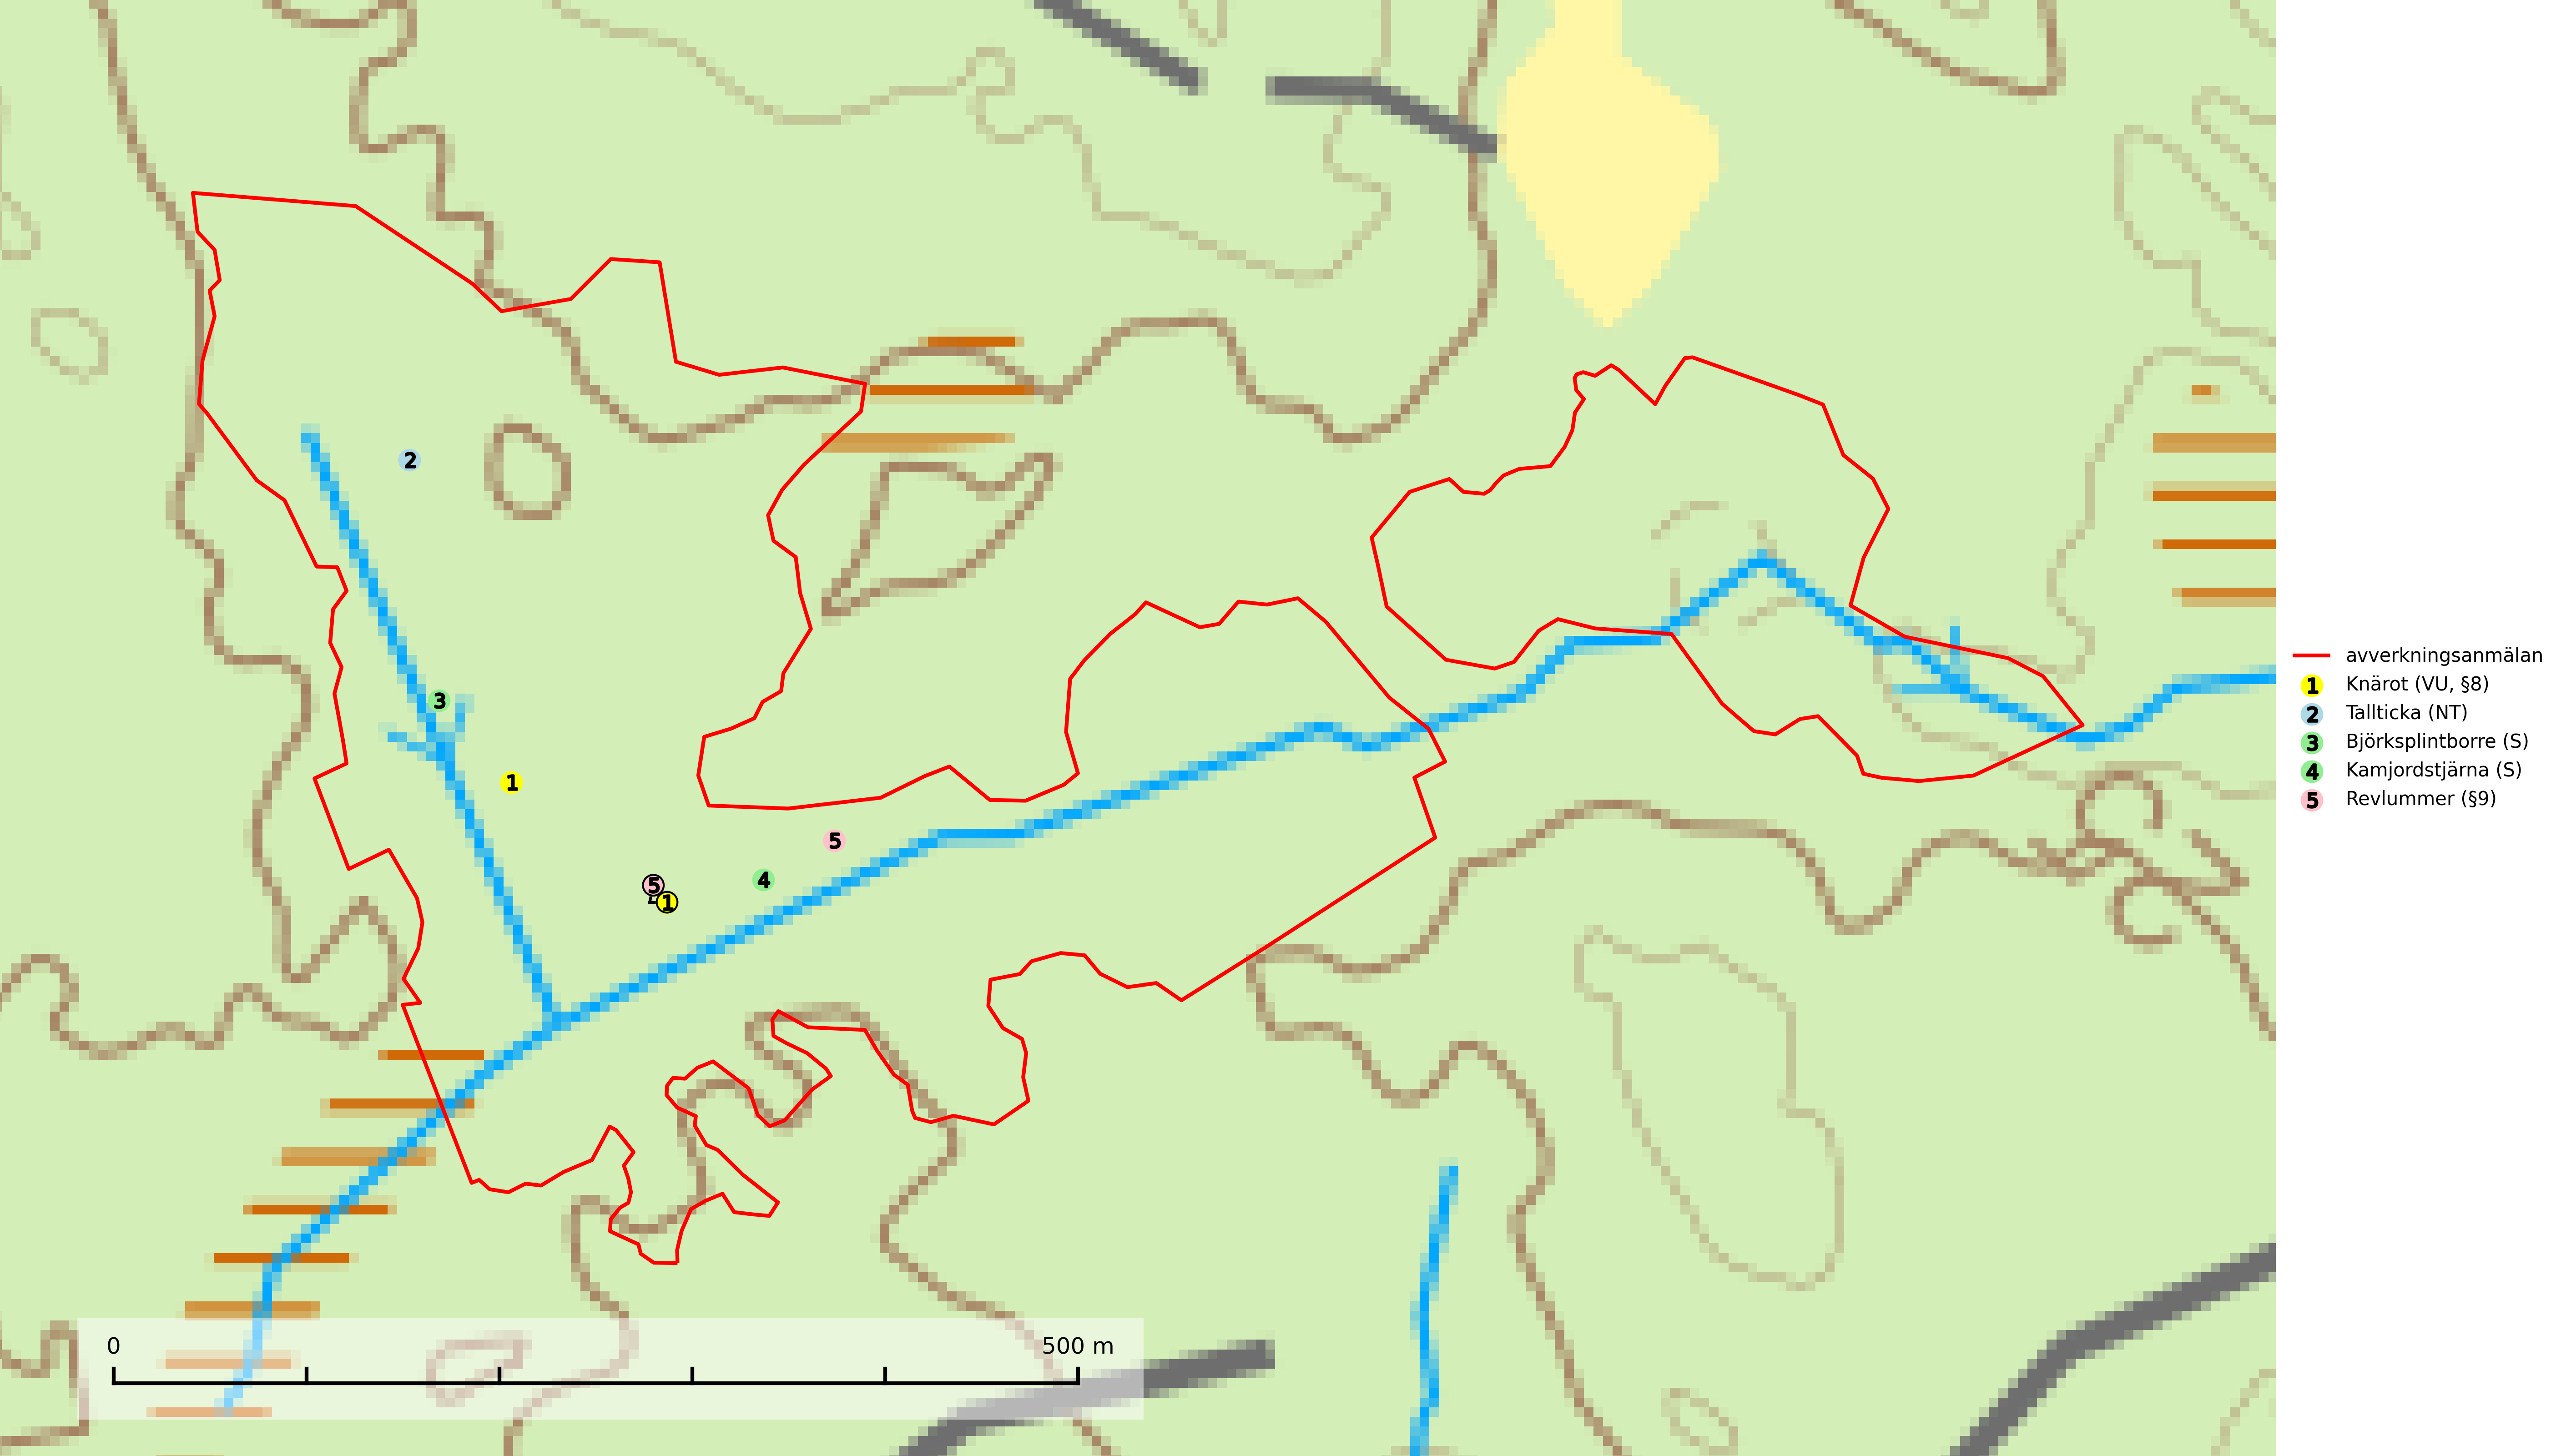 2
3
1
5
4
5
1
0 500 m
avverkningsanmälan
1 Knärot (VU, §8)
2 Tallticka (NT)
3 Björksplintborre (S)
4 Kamjordstjärna (S)
5 Revlummer (§9)